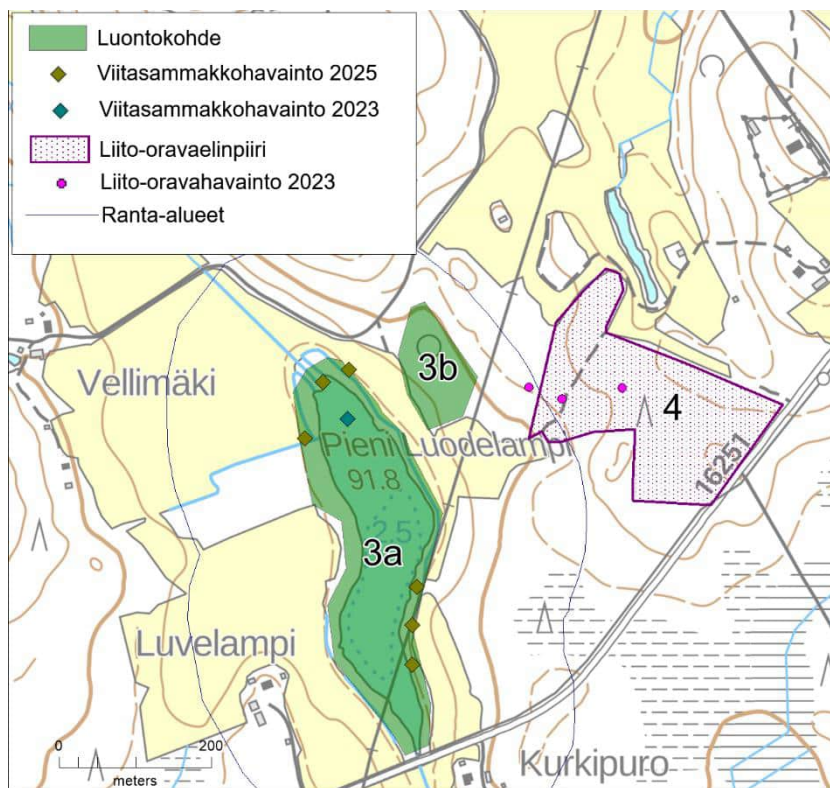 Luontokohde
Viitasammakkohavainto 2025
Viitasammakkohavainto 2023
Liito-oravaelinpiiri
Liito-oravahavainto 2023
Ranta-alueet
3b
Vellimäki
4
Pieni Luodelampi
91.8
16251
2.5
3a
Luvelampi
0 200
meters
Kurkipuro